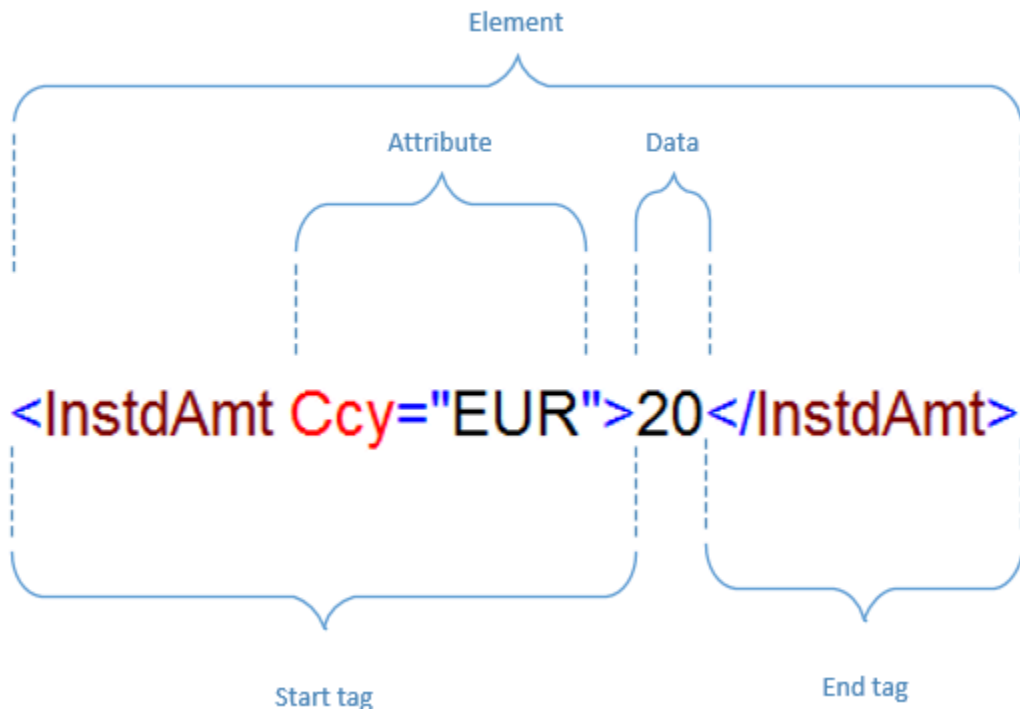 Element
Attribute
Data
<InstdAmt Ccy="EUR">20</InstdAmt>
Start tag
End tag